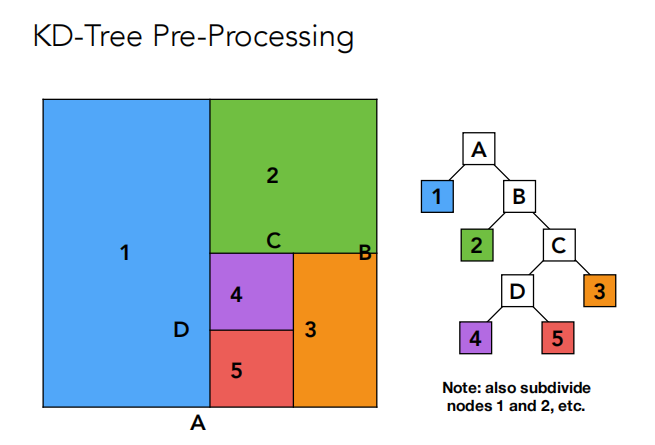 KD-Tree Pre-Processing
1
2
C
B
4
D
3
5
A
A
1
B
2
C
D
3
4
5
Note: also subdivide
nodes 1 and 2, etc.